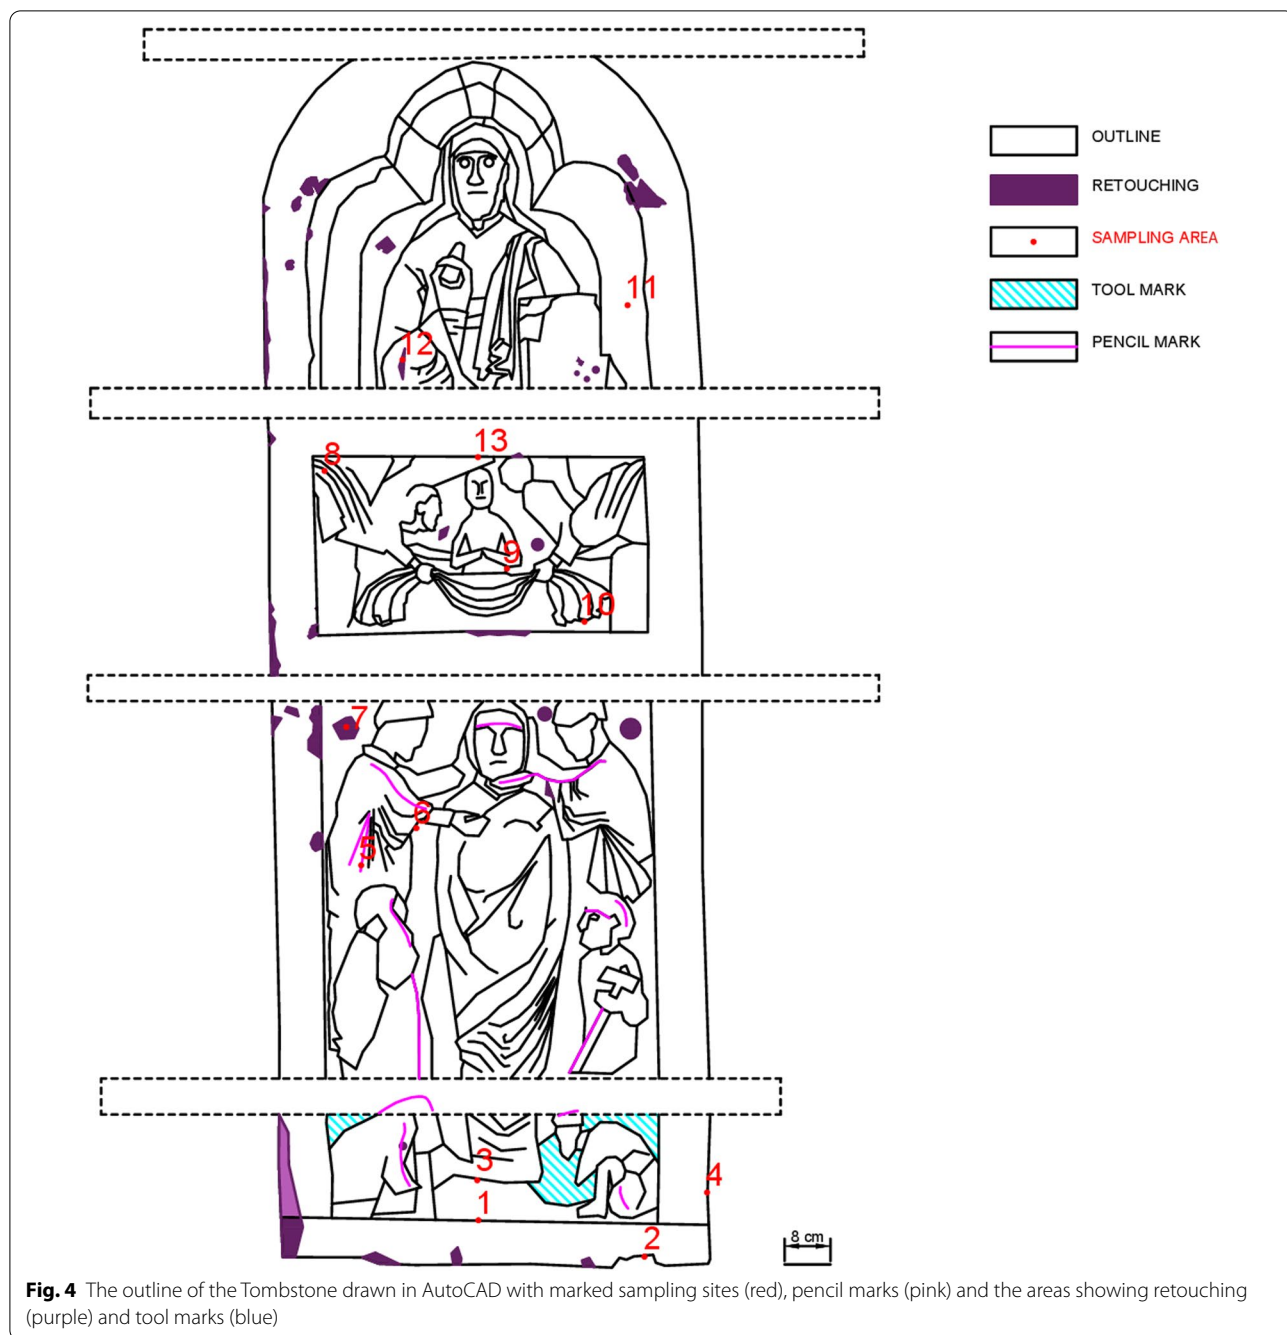 OUTLINE
RETOUCHING
SAMPLING AREA
TOOL MARK
PENCIL MARK
11
12
13
8
9
10
7
6
5
3
4
1
2
8 cm
Fig. 4 The outline of the Tombstone drawn in AutoCAD with marked sampling sites (red), pencil marks (pink) and the areas showing retouching
(purple) and tool marks (blue)